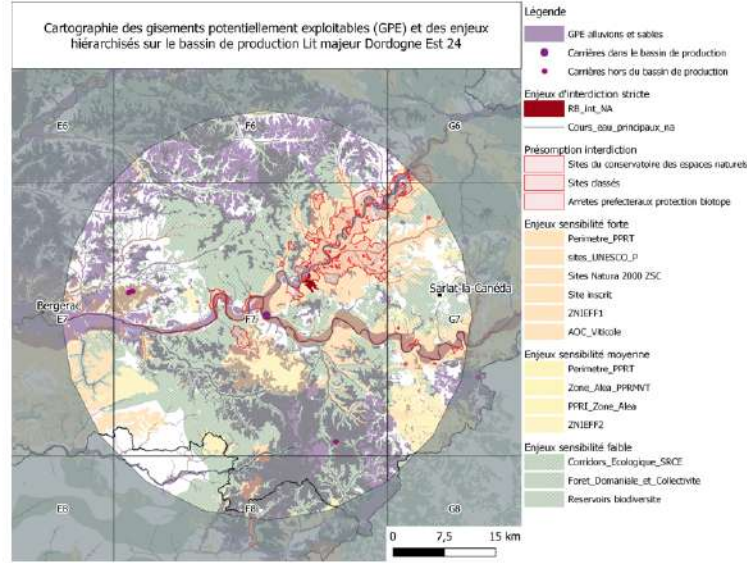 Cartographie des gisements potentiellement exploitables (GPE) et des enjeux
hiérarchisés sur le bassin de production Lit majeur Dordogne Est 24
Légende
GPE alluvions et sables
Carrières dans le bassin de production
Carrières hors du bassin de production
Enjeux d'interdiction stricte
RB_int_NA
Cours_eau_principaux_na
Présomption interdiction
Sites du conservatoire des espaces naturels
Sites classés
Arretes prefecteraux protection biotope
Enjeux sensibilité forte
Perimetre_PPRT
sites_UNESCO_P
Sites Natura 2000 ZSC
Site inscrit
ZNIEFF1
AOC_Viticole
Enjeux sensibilité moyenne
Perimetre_PPRT
Zone_Alea_PPRMVT
PPRI_Zone_Alea
ZNIEFF2
Enjeux sensibilité faible
Corridors_Ecologique_SRCE
Foret_Domaniale_et_Collectivite
Reservoirs biodiversite
E6
F6
G6
Bergerac
E7
F7
Sarlat-la-Canéda
G7
E8
F8
G8
0 7,5 15 km